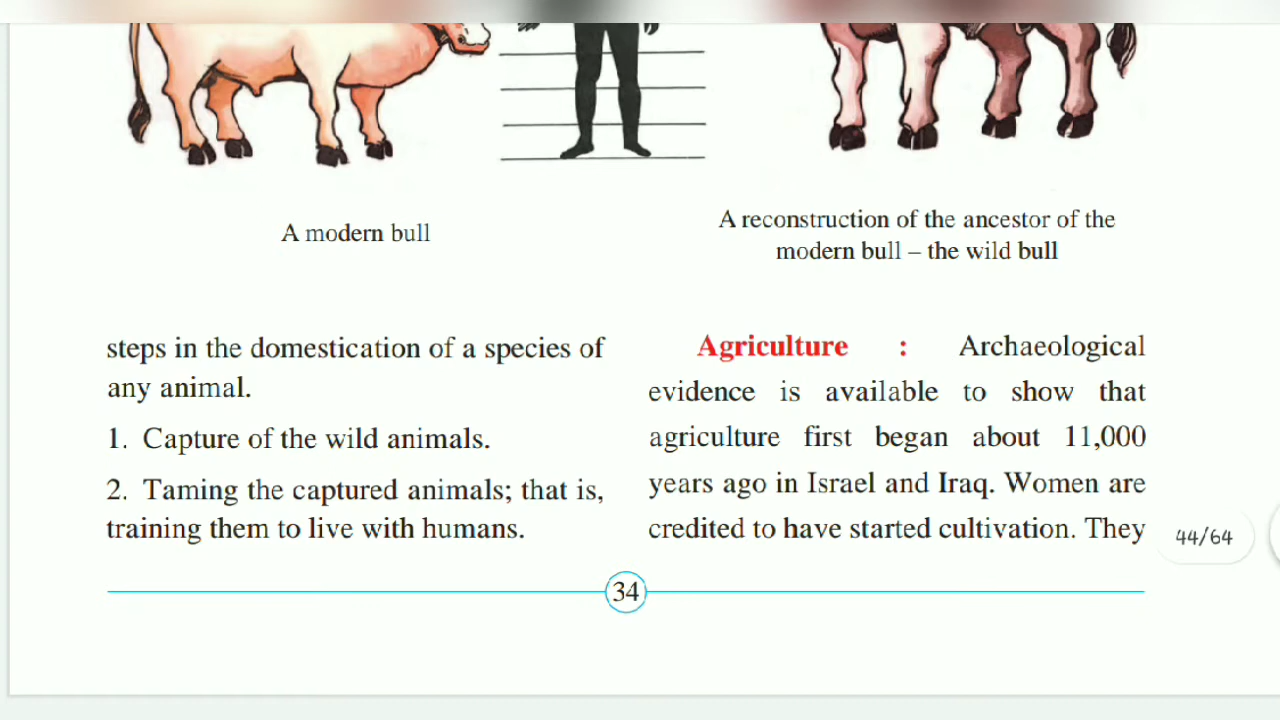 A modern bull
A reconstruction of the ancestor of the
modern bull – the wild bull
steps in the domestication of a species of
any animal.
1. Capture of the wild animals.
2. Taming the captured animals; that is,
training them to live with humans.
Agriculture : Archaeological
evidence is available to show that
agriculture first began about 11,000
years ago in Israel and Iraq. Women are
credited to have started cultivation. They
44/64
34